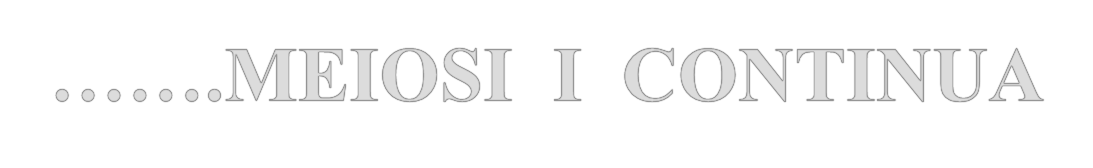 .......MEIOSI I CONTINUA